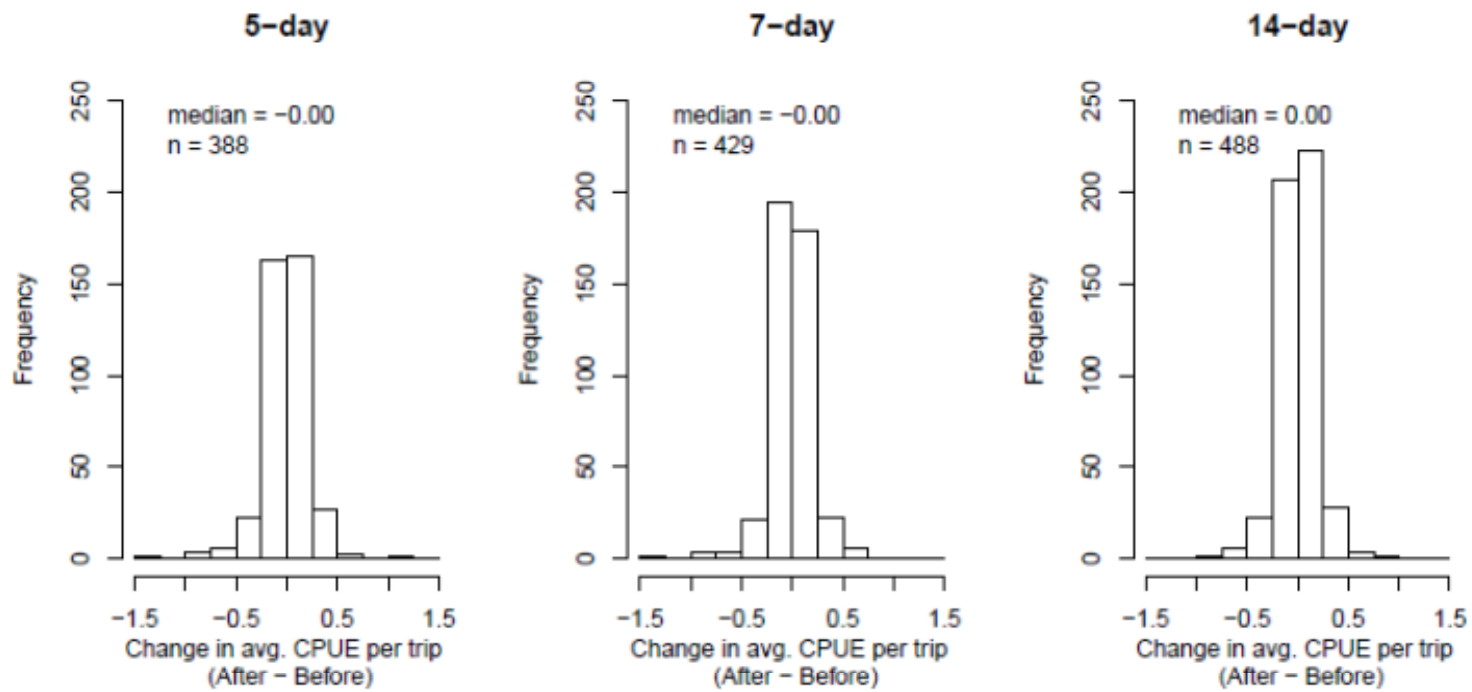 5−day
median = −0.00
n = 388
Frequency
250
200
150
100
50
0
−1.5
−0.5
0.5
1.5
Change in avg. CPUE per trip
(After − Before)
7−day
median = −0.00
n = 429
Frequency
250
200
150
100
50
0
−1.5
−0.5
0.5
1.5
Change in avg. CPUE per trip
(After − Before)
14−day
median = 0.00
n = 488
Frequency
250
200
150
100
50
0
−1.5
−0.5
0.5
1.5
Change in avg. CPUE per trip
(After − Before)